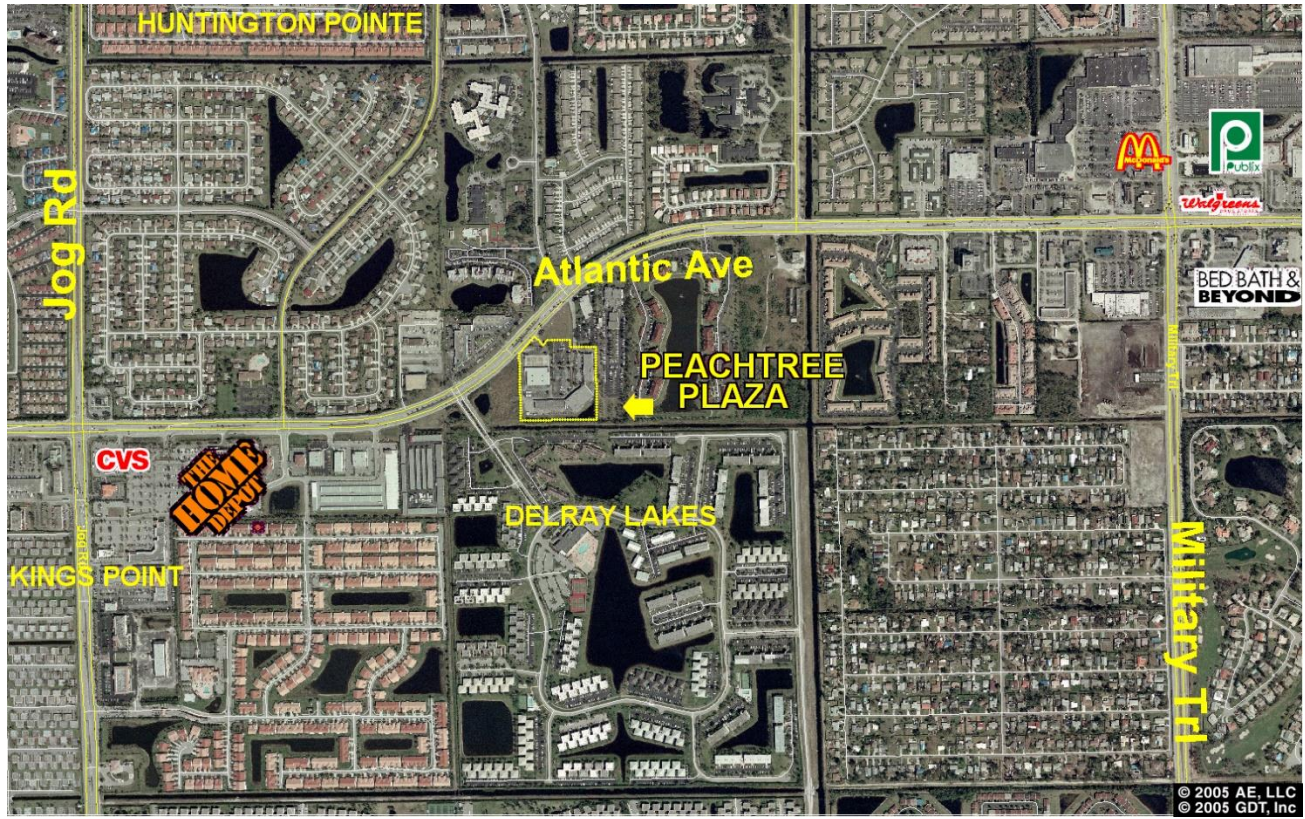 HUNTINGTON POINTE
McDonald's
Publix
Walgreens
Jog Rd
Atlantic Ave
BED BATH &
BEYOND
PEACHTREE
PLAZA
Military Trl
CVS
THE
HOME
DEPOT
DELRAY LAKES
Jog Rd
KINGS POINT
Military Trl
© 2005 AE, LLC
© 2005 GDT, Inc